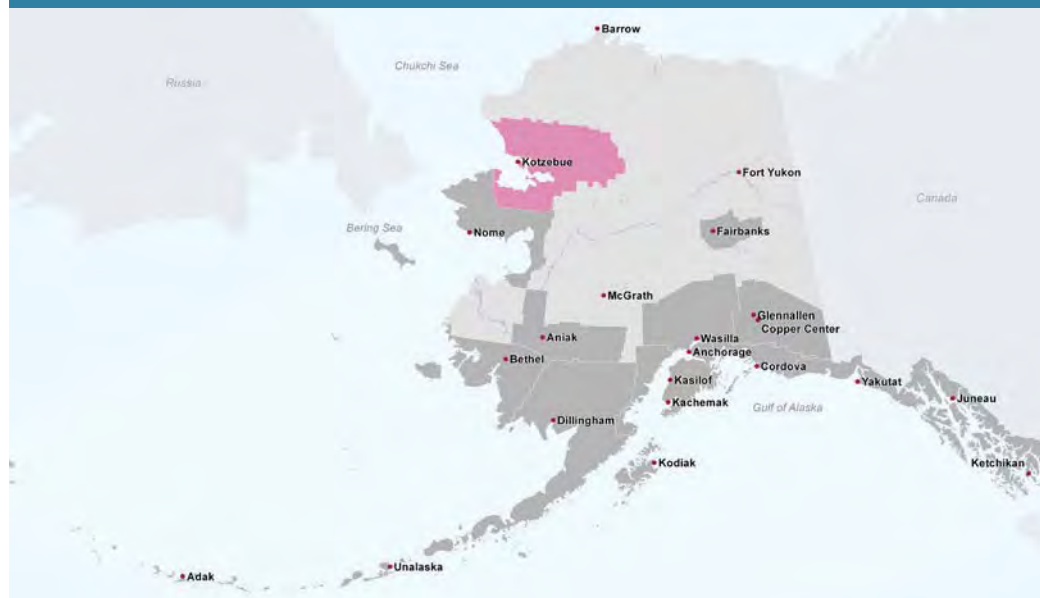 Barrow
Chukchi Sea
Russia
Kotzebue
Fort Yukon
Canada
Bering Sea
Nome
Fairbanks
McGrath
Glennallen
Copper Center
Aniak
Wasilla
Anchorage
Bethel
Cordova
Kasilof
Yakutat
Kachemak
Gulf of Alaska
Juneau
Dillingham
Kodiak
Ketchikan
Unalaska
Adak